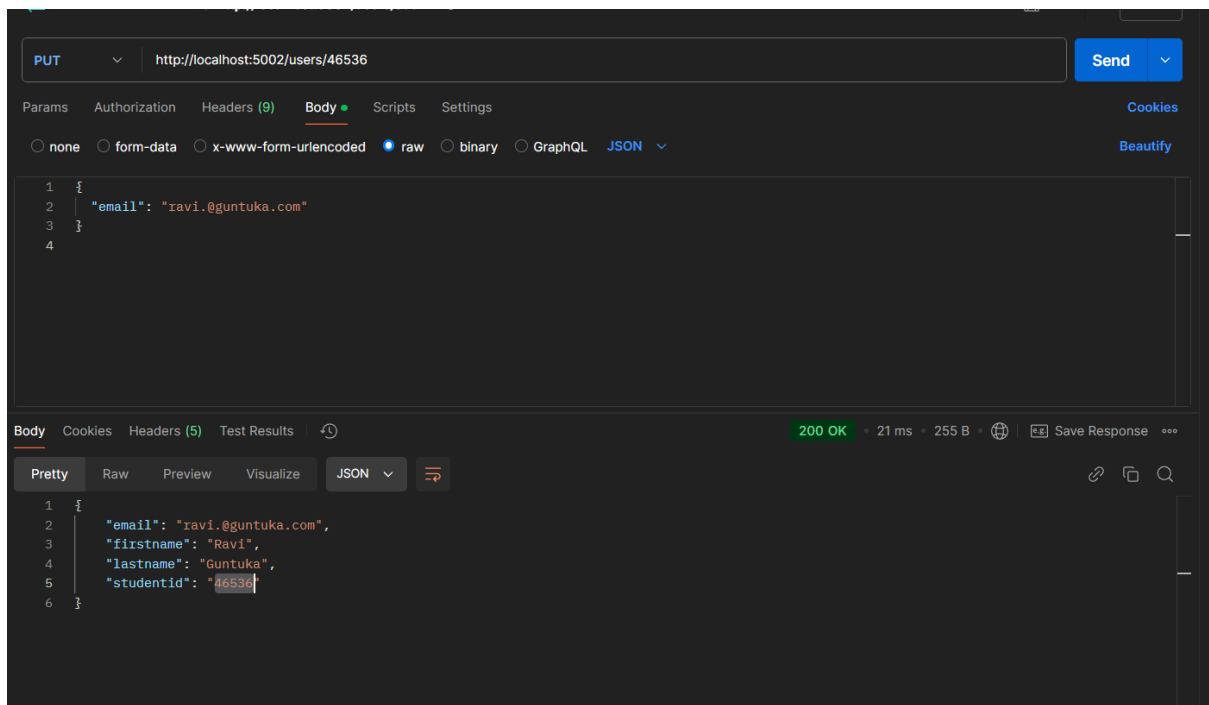 PUT http://localhost:5002/users/46536 Send
Params Authorization Headers (9) Body Scripts Settings Cookies
none form-data x-www-form-urlencoded raw binary GraphQL JSON Beautify
1 {
2 "email": "ravi.@guntuka.com"
3 }
4
Body Cookies Headers (5) Test Results 200 OK 21 ms 255 B e.g. Save Response
Pretty Raw Preview Visualize JSON
1 {
2 "email": "ravi.@guntuka.com",
3 "firstname": "Ravi",
4 "lastname": "Guntuka",
5 "studentid": "46536"
6 }